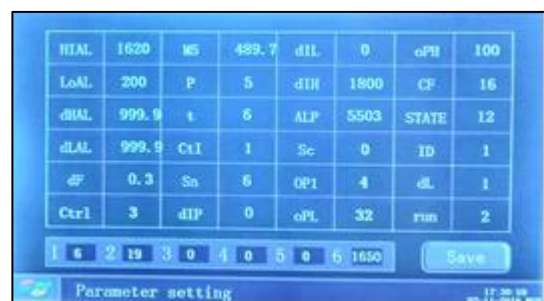 HIAL 1620 M5 489.7 dIL 0 oPH 100
LoAL 200 P 5 dIH 1800 CF 16
dHAL 999.9 t 6 ALP 5503 STATE 12
dLAL 999.9 CtI 1 Sc 0 ID 1
dF 0.3 Sn 6 OP1 4 dL 1
Ctrl 3 dIP 0 oPL 32 run 2
1 6 2 19 3 0 4 0 5 0 6 1650 Save
Parameter setting